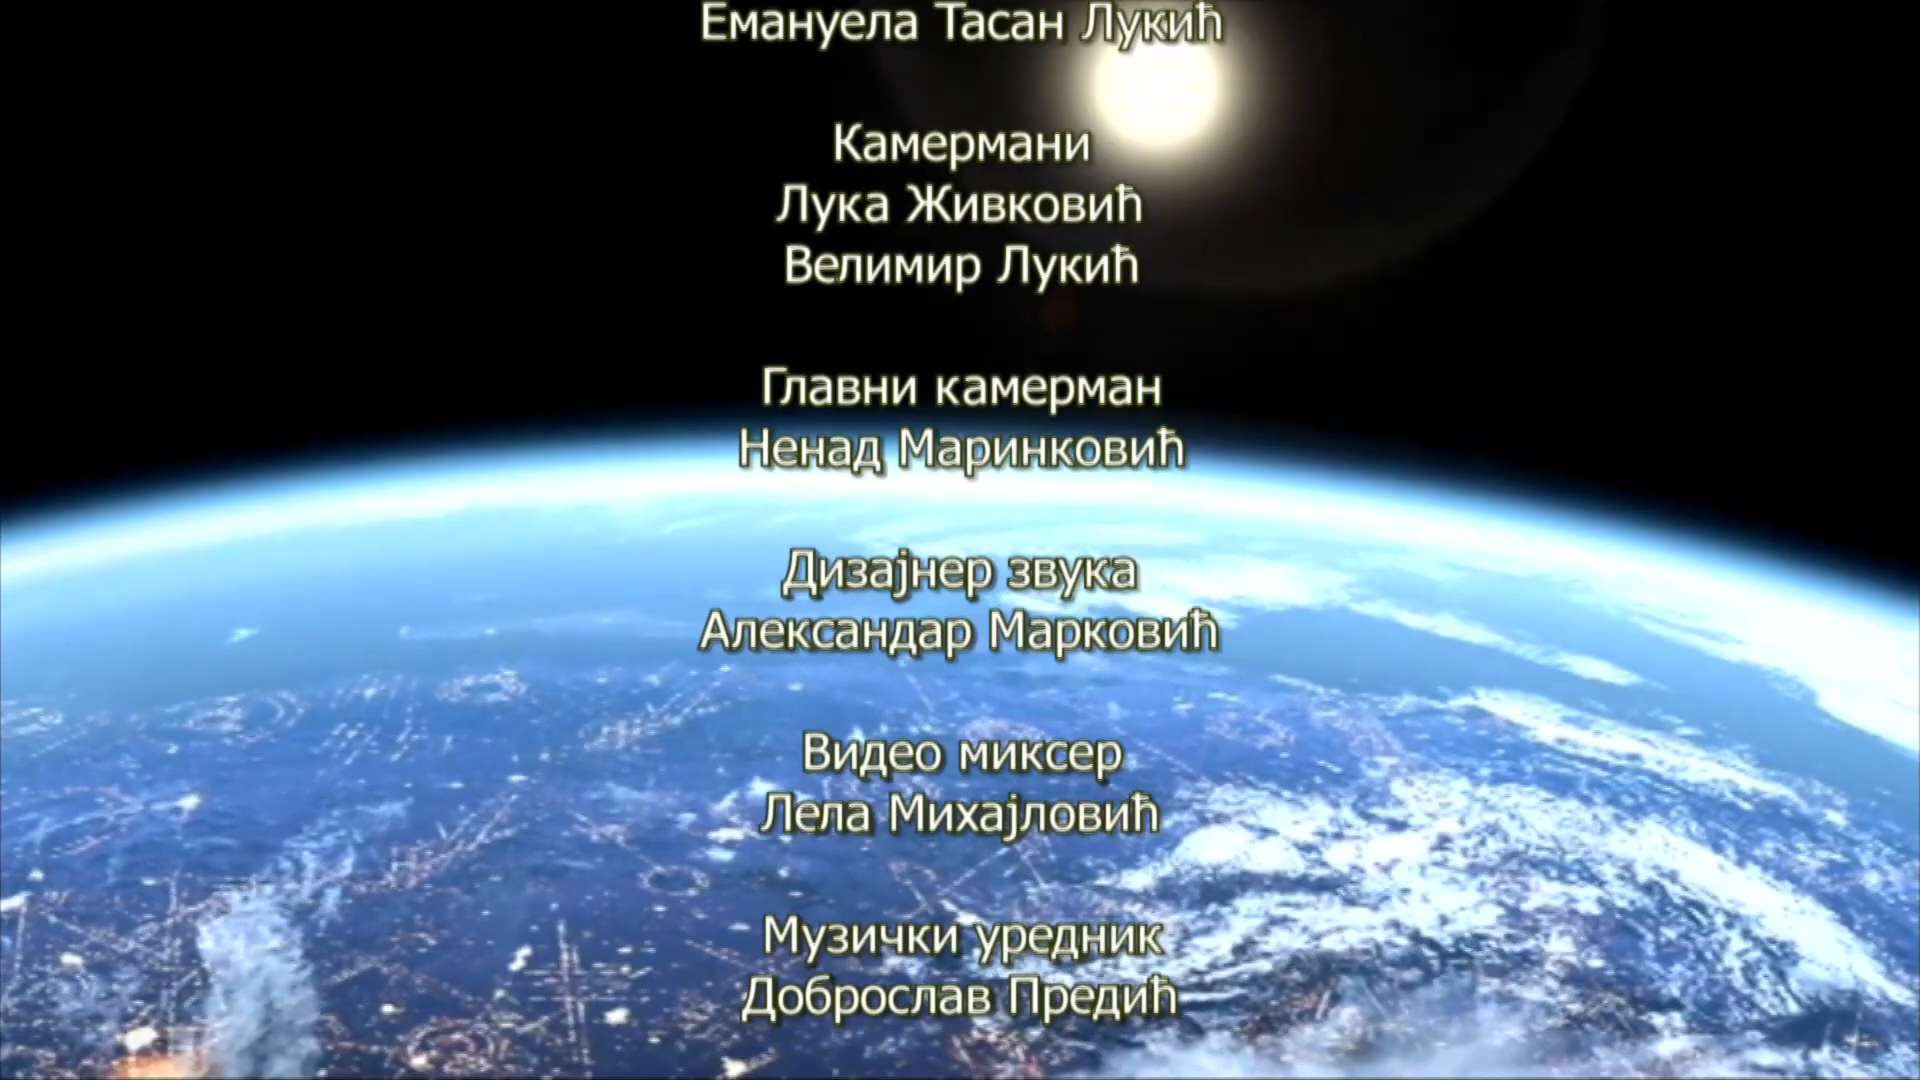 Емануела Тасан Лукић
Камермани
Лука Живковић
Велимир Лукић
Главни камерман
Ненад Маринковић
Дизајнер звука
Александар Марковић
Видео миксер
Лела Михајловић
Музички уредник
Доброслав Предић